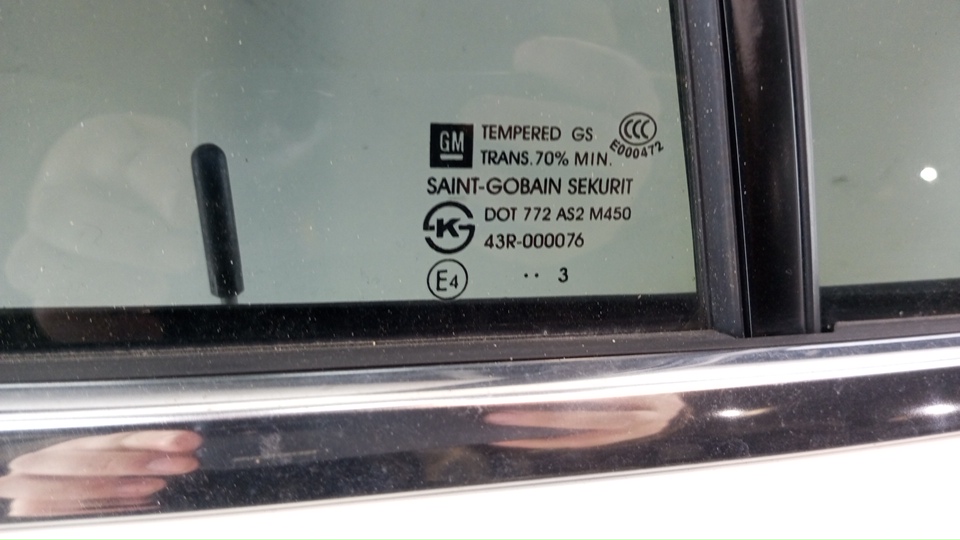 GM
TEMPERED GS
TRANS. 70% MIN.
CCC
E000472
SAINT-GOBAIN SEKURIT
K
DOT 772 AS2 M450
43R-000076
E4
·· 3